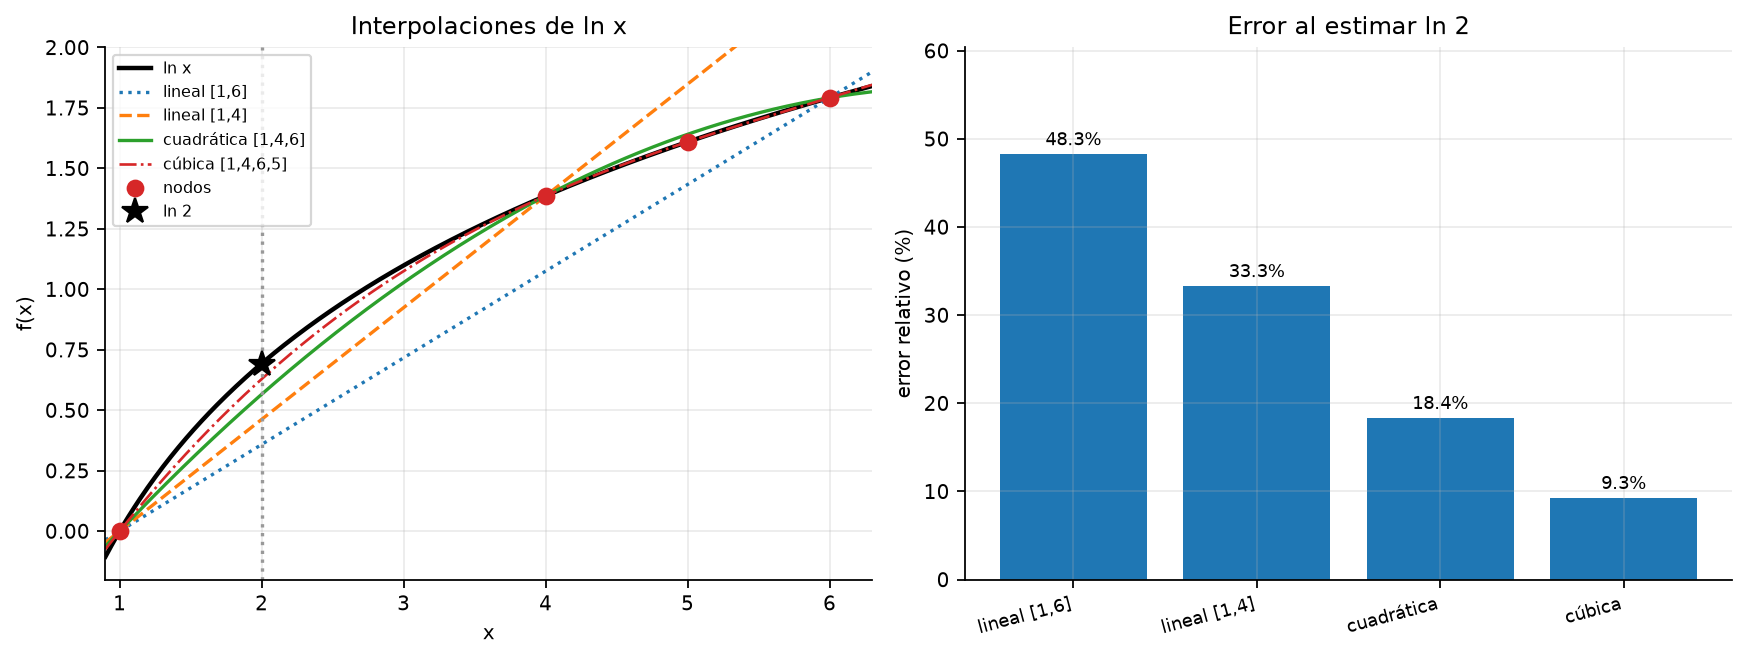 Interpolaciones de ln x
2.00
1.75
1.50
1.25
1.00
0.75
0.50
0.25
0.00
f(x)
ln x
lineal [1,6]
lineal [1,4]
cuadrática [1,4,6]
cúbica [1,4,6,5]
nodos
ln 2
1 2 3 4 5 6
x
Error al estimar ln 2
60
50
40
30
20
10
0
error relativo (%)
48.3%
33.3%
18.4%
9.3%
lineal [1,6]
lineal [1,4]
cuadrática
cúbica